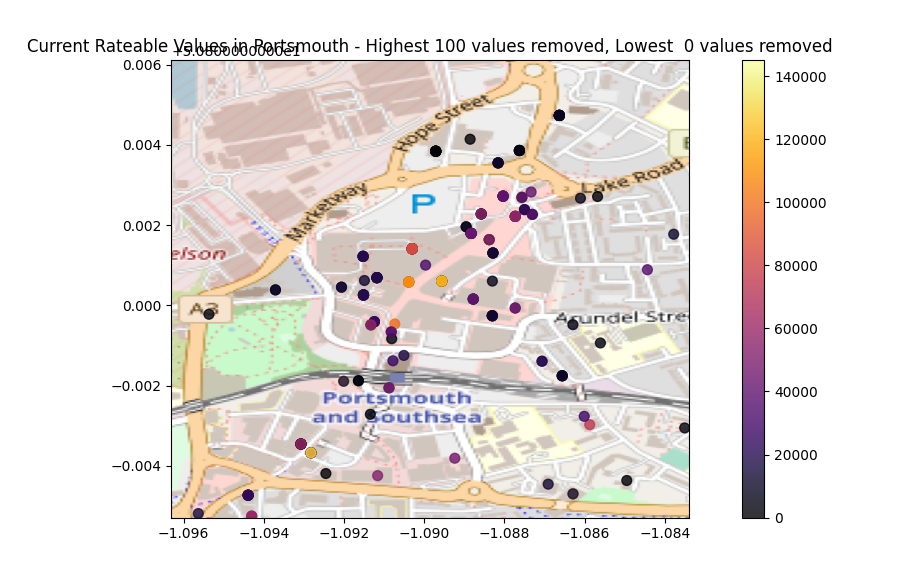 Current Rateable Values in Portsmouth - Highest 100 values removed, Lowest  0 values removed
+5.0800000000e1
0.006
0.004
0.002
0.000
−0.002
−0.004
−1.096
−1.094
−1.092
−1.090
−1.088
−1.086
−1.084
140000
120000
100000
80000
60000
40000
20000
0
Hope Street
Marketway
Lake Road
P
elson
A3
Arundel Stre
Portsmouth
and Southsea